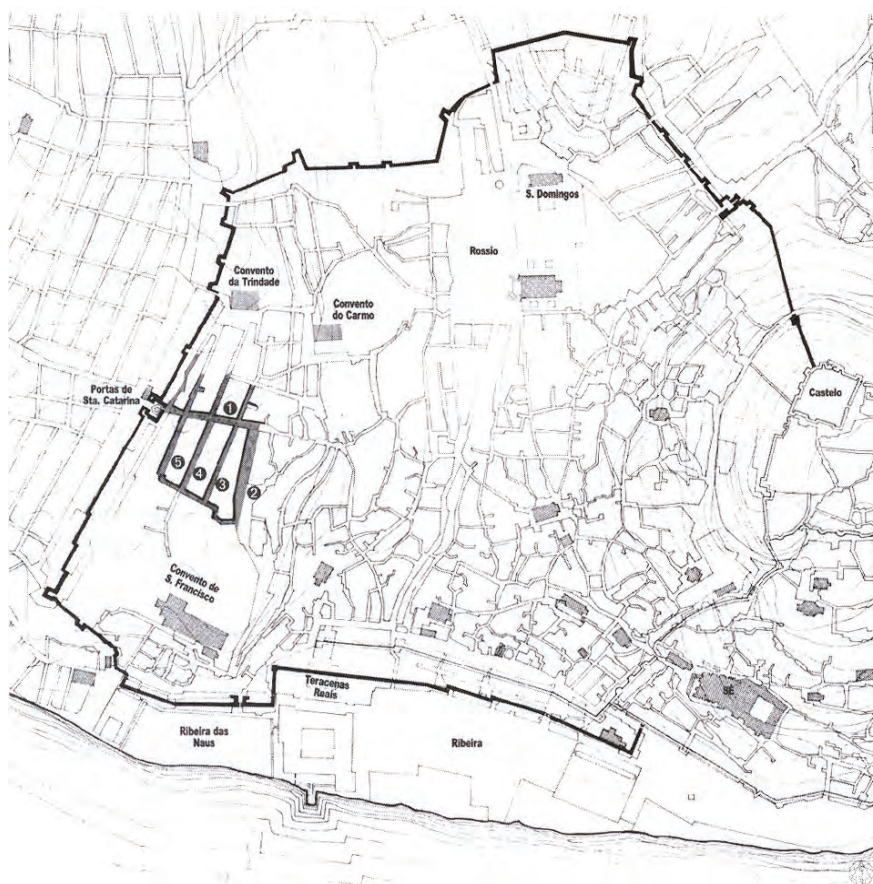 S. Domingos
Rossio
Convento
da Trindade
Convento
do Carmo
Portas de
Sta. Catarina
Castelo
1
5
4
3
2
Convento de
S. Francisco
SÉ
Teracenas
Reais
Ribeira das
Naus
Ribeira